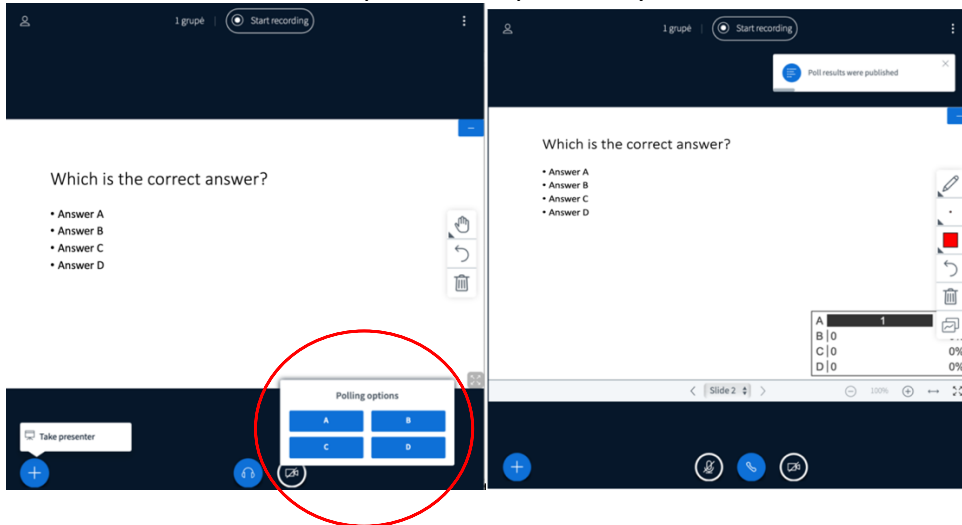 1 grupė | Start recording
Which is the correct answer?
• Answer A
• Answer B
• Answer C
• Answer D
Polling options
A B
C D
Take presenter
1 grupė | Start recording
Poll results were published
Which is the correct answer?
• Answer A
• Answer B
• Answer C
• Answer D
A 1
B 0
C 0 0%
D 0 0%
Slide 2 100%